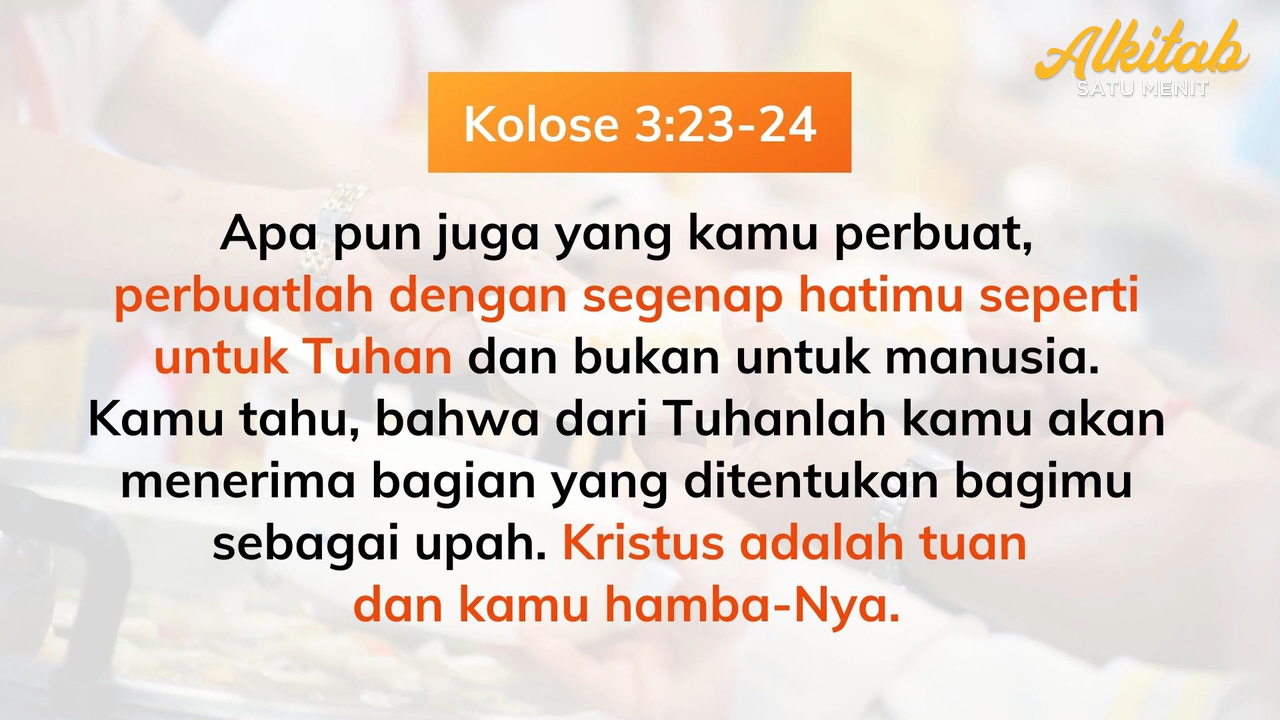 Alkitab
SATU MENIT
Kolose 3:23-24
Apa pun juga yang kamu perbuat,
perbuatlah dengan segenap hatimu seperti
untuk Tuhan dan bukan untuk manusia.
Kamu tahu, bahwa dari Tuhanlah kamu akan
menerima bagian yang ditentukan bagimu
sebagai upah. Kristus adalah tuan
dan kamu hamba-Nya.